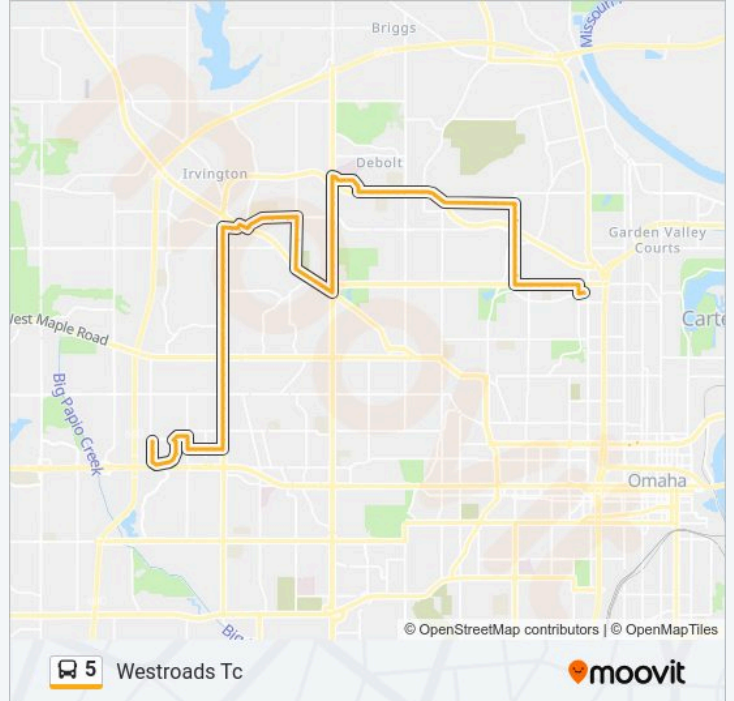 Briggs
Missouri
Debolt
Irvington
Garden Valley
Courts
West Maple Road
Carte
Big Papio Creek
Omaha
© OpenStreetMap contributors | © OpenMapTiles
Big
5 Westroads Tc
moovit